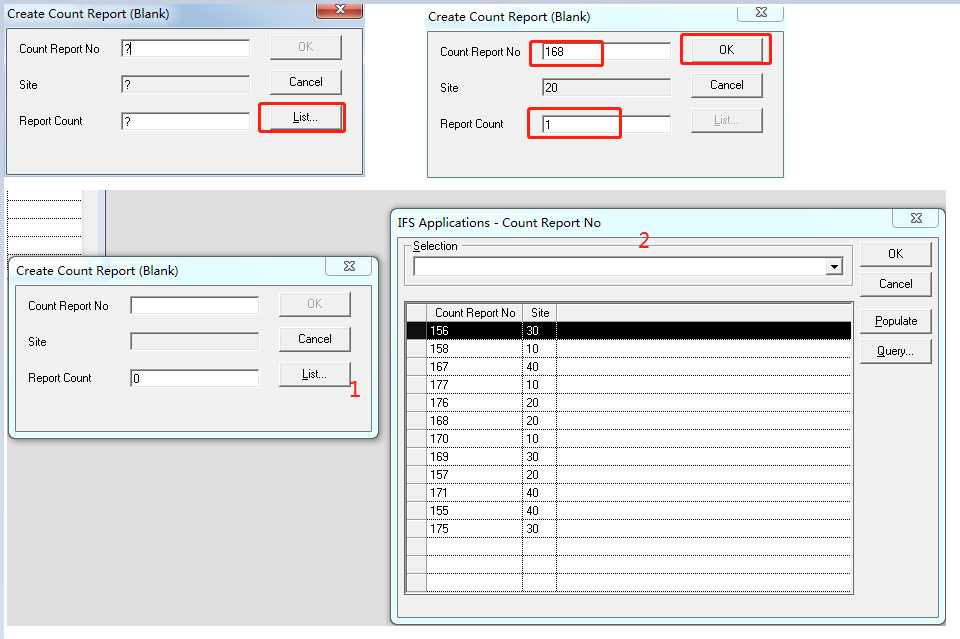 Create Count Report (Blank)
Count Report No ? OK
Site ? Cancel
Report Count ? List...
Create Count Report (Blank)
Count Report No 168 OK
Site 20 Cancel
Report Count 1 List...
Create Count Report (Blank)
Count Report No OK
Site Cancel
Report Count 0 List...
1
IFS Applications - Count Report No
2
Selection
OK
Cancel
Populate
Query...
Count Report No Site
156 30
158 10
167 40
177 10
176 20
168 20
170 10
169 30
157 20
171 40
155 40
175 30